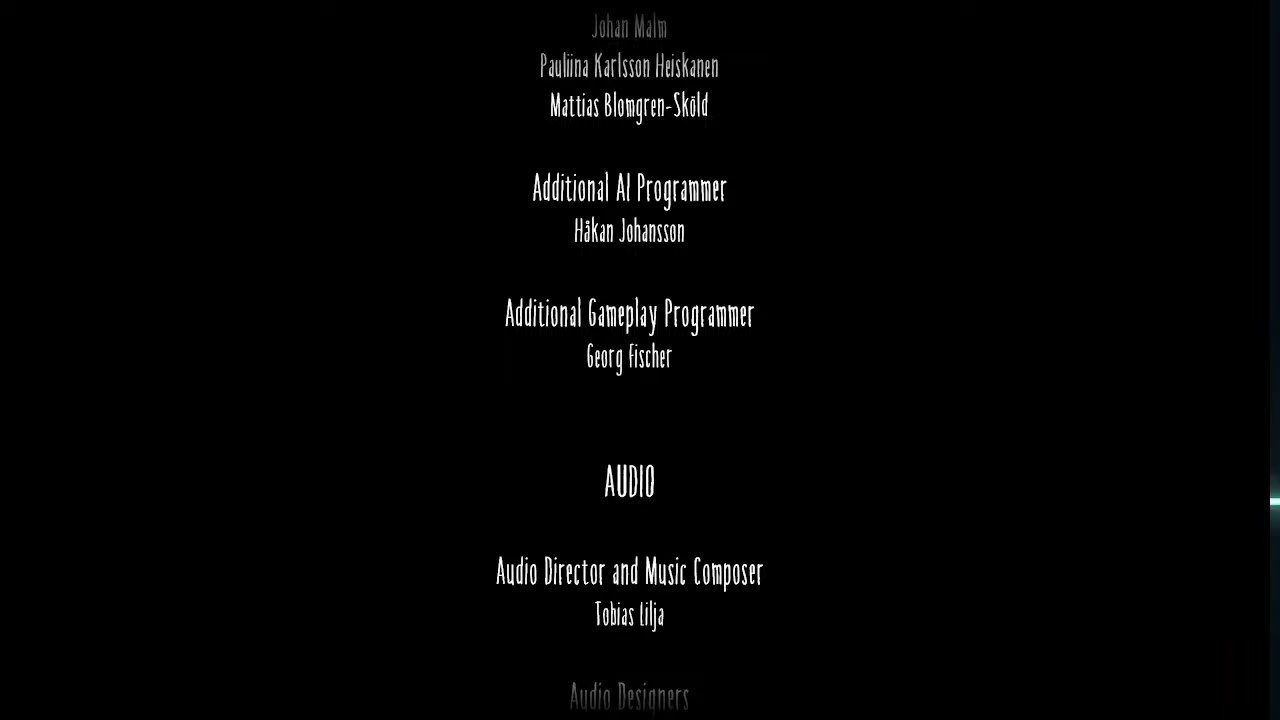 Johan Malm
Pauliina Karlsson Heiskanen
Mattias Blomgren-Sköld
Additional AI Programmer
Håkan Johansson
Additional Gameplay Programmer
Georg Fischer
AUDIO
Audio Director and Music Composer
Tobias Lilja
Audio Designers